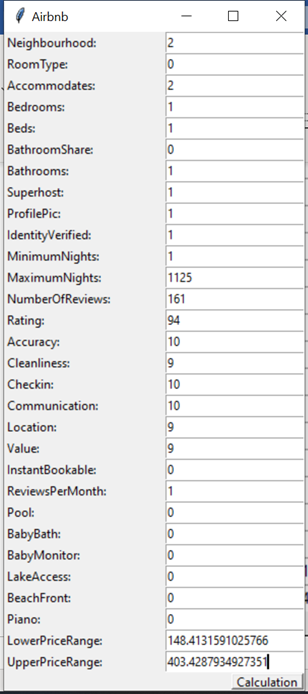 Airbnb
Neighbourhood: 2
RoomType: 0
Accommodates: 2
Bedrooms: 1
Beds: 1
BathroomShare: 0
Bathrooms: 1
Superhost: 1
ProfilePic: 1
IdentityVerified: 1
MinimumNights: 1
MaximumNights: 1125
NumberOfReviews: 161
Rating: 94
Accuracy: 10
Cleanliness: 9
Checkin: 10
Communication: 10
Location: 9
Value: 9
InstantBookable: 0
ReviewsPerMonth: 1
Pool: 0
BabyBath: 0
BabyMonitor: 0
LakeAccess: 0
BeachFront: 0
Piano: 0
LowerPriceRange: 148.4131591025766
UpperPriceRange: 403.4287934927351
Calculation